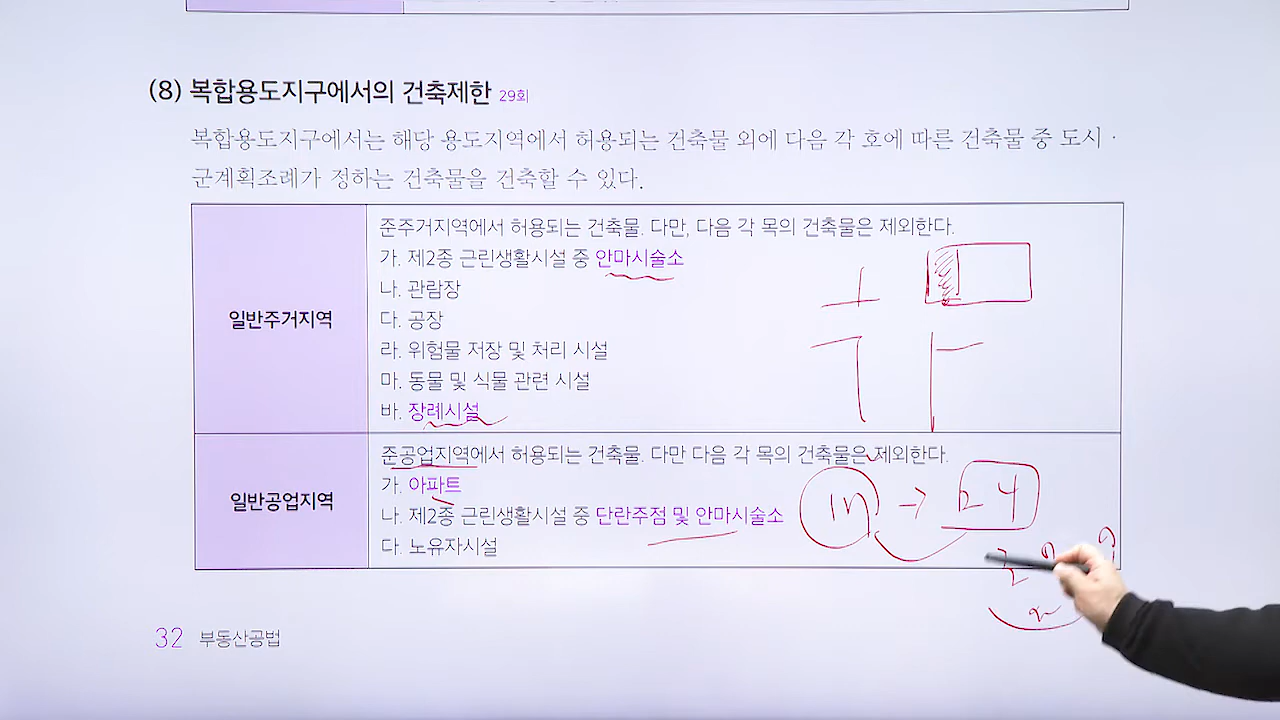 (8) 복합용도지구에서의 건축제한 29회
복합용도지구에서는 해당 용도지역에서 허용되는 건축물 외에 다음 각 호에 따른 건축물 중 도시·
군계획조례가 정하는 건축물을 건축할 수 있다.
일반주거지역
준주거지역에서 허용되는 건축물. 다만, 다음 각 목의 건축물은 제외한다.
가. 제2종 근린생활시설 중 안마시술소
나. 관람장
다. 공장
라. 위험물 저장 및 처리 시설
마. 동물 및 식물 관련 시설
바. 장례시설
일반공업지역
준공업지역에서 허용되는 건축물. 다만 다음 각 목의 건축물은 제외한다.
가. 아파트
나. 제2종 근린생활시설 중 단란주점 및 안마시술소
다. 노유자시설
32 부동산공법